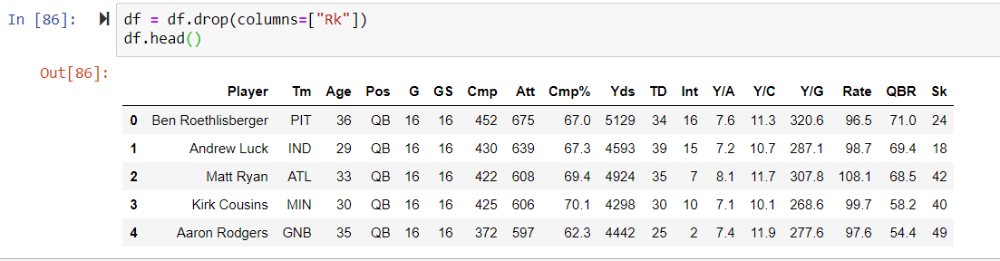 In [86]: df = df.drop(columns=["Rk"])
df.head()
Out[86]:
Player Tm Age Pos G GS Cmp Att Cmp% Yds TD Int Y/A Y/C Y/G Rate QBR Sk
0 Ben Roethlisberger PIT 36 QB 16 16 452 675 67.0 5129 34 16 7.6 11.3 320.6 96.5 71.0 24
1 Andrew Luck IND 29 QB 16 16 430 639 67.3 4593 39 15 7.2 10.7 287.1 98.7 69.4 18
2 Matt Ryan ATL 33 QB 16 16 422 608 69.4 4924 35 7 8.1 11.7 307.8 108.1 68.5 42
3 Kirk Cousins MIN 30 QB 16 16 425 606 70.1 4298 30 10 7.1 10.1 268.6 99.7 58.2 40
4 Aaron Rodgers GNB 35 QB 16 16 372 597 62.3 4442 25 2 7.4 11.9 277.6 97.6 54.4 49